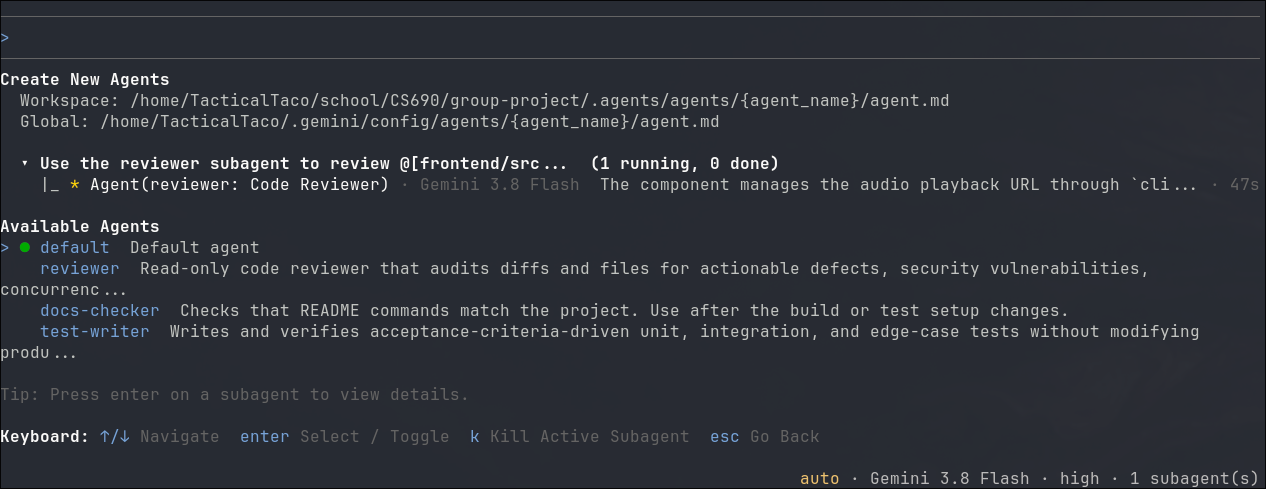 >
Create New Agents
Workspace: /home/TacticalTaco/school/CS690/group-project/.agents/agents/{agent_name}/agent.md
Global: /home/TacticalTaco/.gemini/config/agents/{agent_name}/agent.md
▾ Use the reviewer subagent to review @[frontend/src... (1 running, 0 done)
|_ * Agent(reviewer: Code Reviewer) · Gemini 3.8 Flash The component manages the audio playback URL through `cli... · 47s
Available Agents
> ● default Default agent
reviewer Read-only code reviewer that audits diffs and files for actionable defects, security vulnerabilities,
concurrenc...
docs-checker Checks that README commands match the project. Use after the build or test setup changes.
test-writer Writes and verifies acceptance-criteria-driven unit, integration, and edge-case tests without modifying
produ...
Tip: Press enter on a subagent to view details.
Keyboard: ↑/↓ Navigate enter Select / Toggle k Kill Active Subagent esc Go Back
auto · Gemini 3.8 Flash · high · 1 subagent(s)